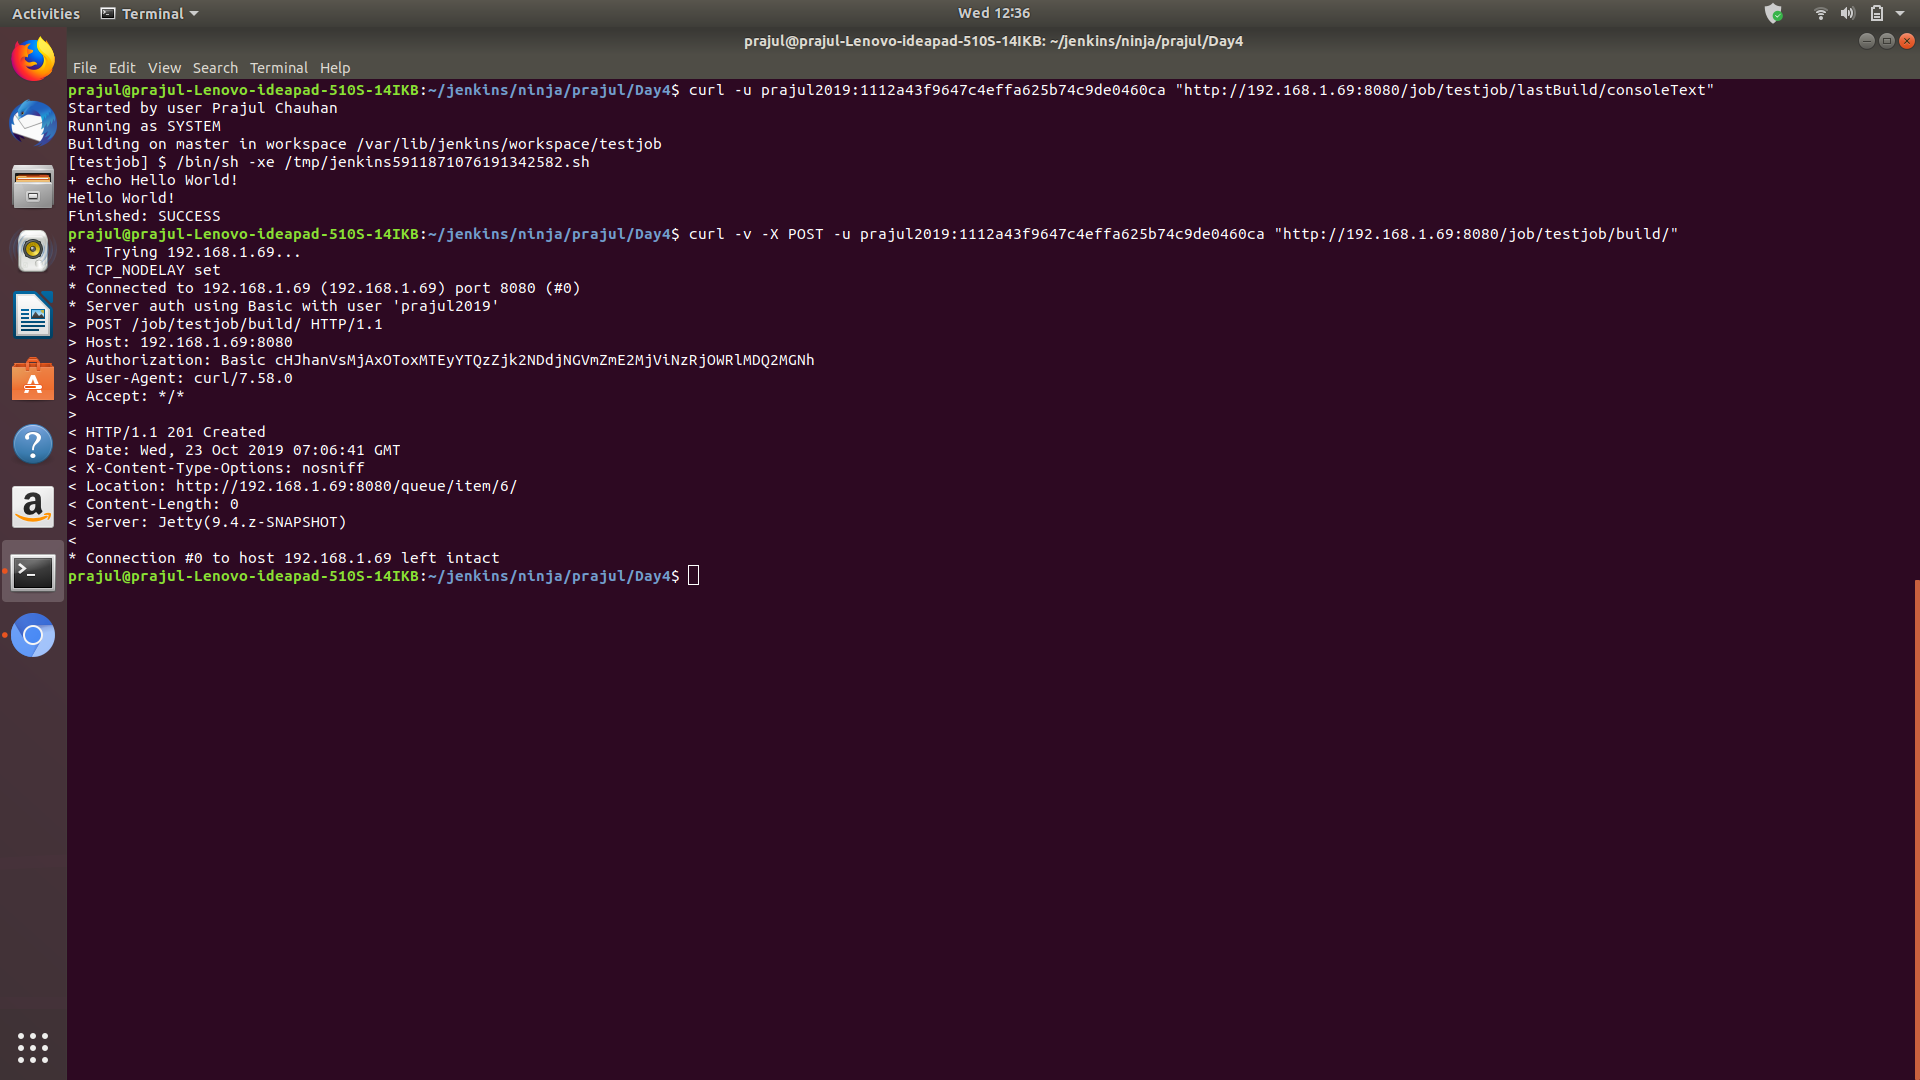 Activities Terminal Wed 12:36
prajul@prajul-Lenovo-ideapad-510S-14IKB: ~/jenkins/ninja/prajul/Day4
File Edit View Search Terminal Help
prajul@prajul-Lenovo-ideapad-510S-14IKB:~/jenkins/ninja/prajul/Day4$ curl -u prajul2019:1112a43f9647c4effa625b74c9de0460ca "http://192.168.1.69:8080/job/testjob/lastBuild/consoleText"
Started by user Prajul Chauhan
Running as SYSTEM
Building on master in workspace /var/lib/jenkins/workspace/testjob
[testjob] $ /bin/sh -xe /tmp/jenkins5911871076191342582.sh
+ echo Hello World!
Hello World!
Finished: SUCCESS
prajul@prajul-Lenovo-ideapad-510S-14IKB:~/jenkins/ninja/prajul/Day4$ curl -v -X POST -u prajul2019:1112a43f9647c4effa625b74c9de0460ca "http://192.168.1.69:8080/job/testjob/build/"
*   Trying 192.168.1.69...
* TCP_NODELAY set
* Connected to 192.168.1.69 (192.168.1.69) port 8080 (#0)
* Server auth using Basic with user 'prajul2019'
> POST /job/testjob/build/ HTTP/1.1
> Host: 192.168.1.69:8080
> Authorization: Basic cHJhanVsMjAxOToxMTEyYTQzZjk2NDdjNGVmZmE2MjViNzRjOWRlMDQ2MGNh
> User-Agent: curl/7.58.0
> Accept: */*
>
< HTTP/1.1 201 Created
< Date: Wed, 23 Oct 2019 07:06:41 GMT
< X-Content-Type-Options: nosniff
< Location: http://192.168.1.69:8080/queue/item/6/
< Content-Length: 0
< Server: Jetty(9.4.z-SNAPSHOT)
<
* Connection #0 to host 192.168.1.69 left intact
prajul@prajul-Lenovo-ideapad-510S-14IKB:~/jenkins/ninja/prajul/Day4$